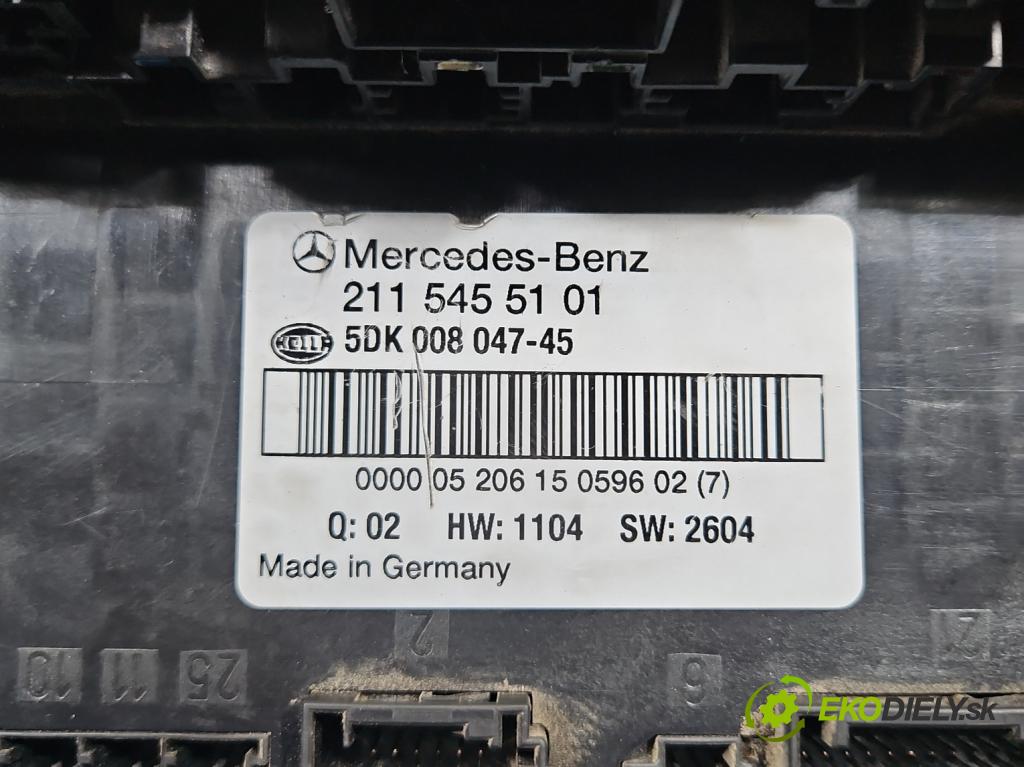 Mercedes-Benz
211 545 51 01
HELLA 5DK 008 047-45
0000 05 206 15 0596 02 (7)
Q: 02 HW: 1104 SW: 2604
Made in Germany
10 11 25 2 6
EKODIELY.sk